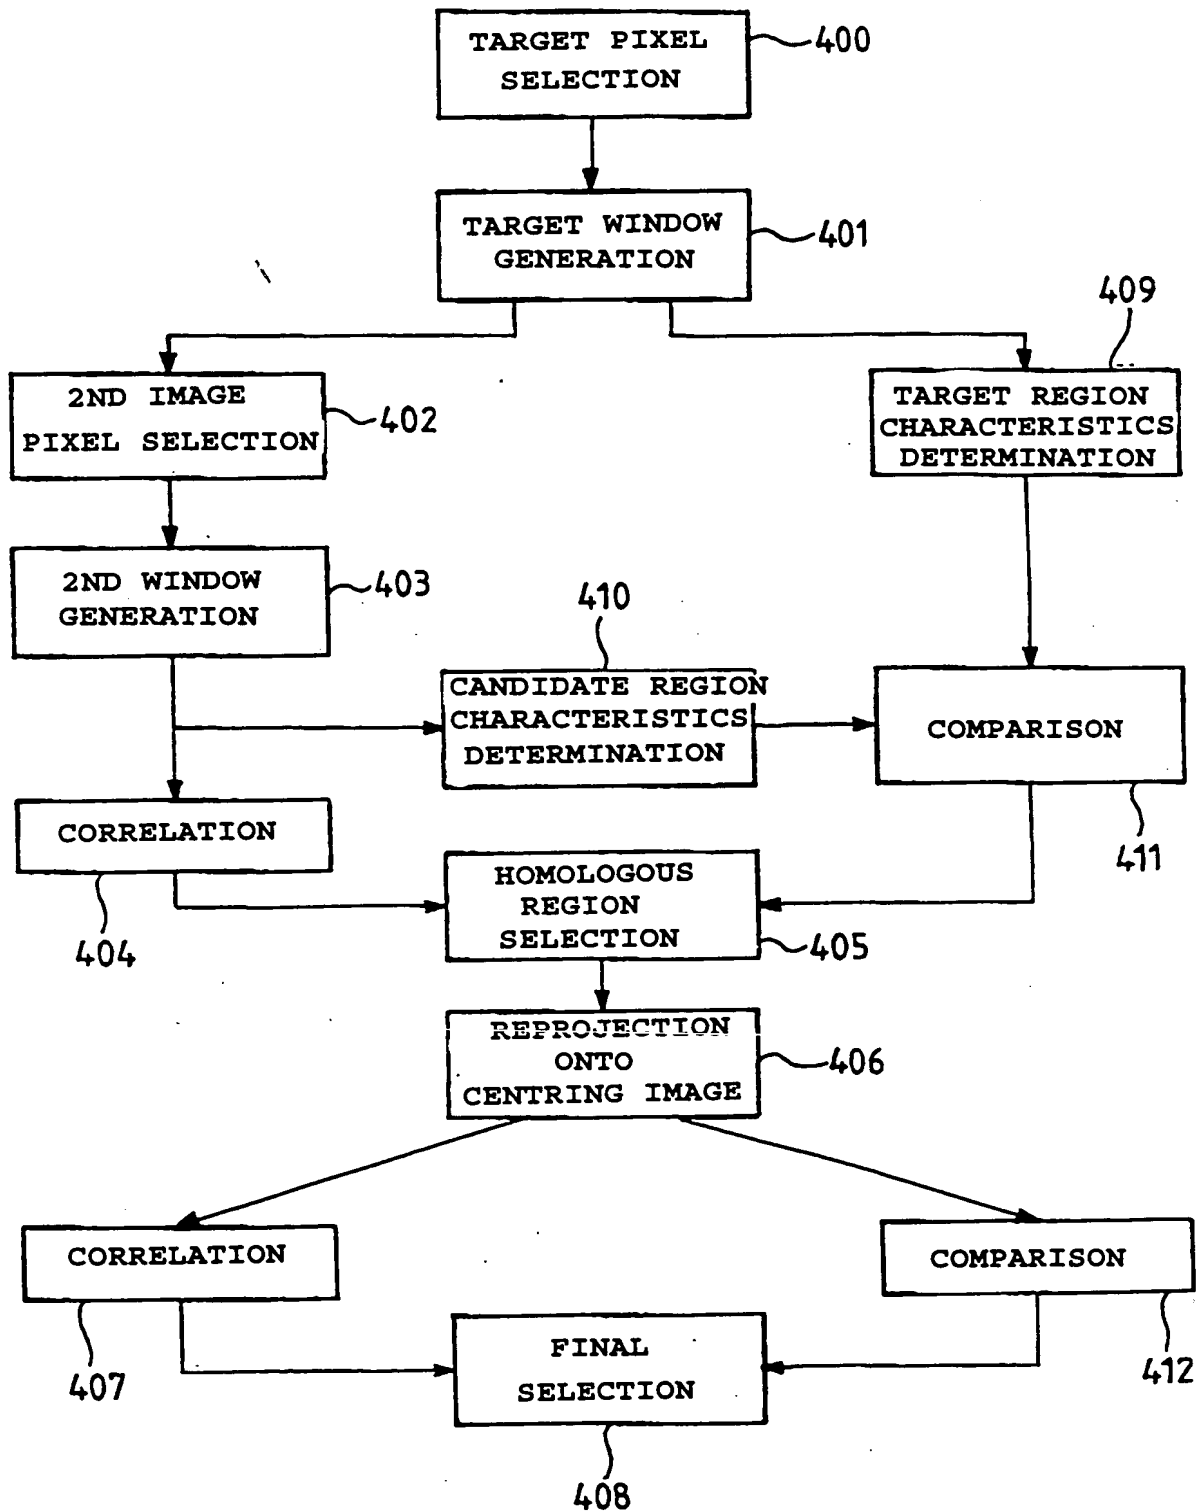 TARGET PIXEL
SELECTION
400
TARGET WINDOW
GENERATION
401
409
2ND IMAGE
PIXEL SELECTION
402
TARGET REGION
CHARACTERISTICS
DETERMINATION
2ND WINDOW
GENERATION
403
410
CANDIDATE REGION
CHARACTERISTICS
DETERMINATION
COMPARISON
411
CORRELATION
404
HOMOLOGOUS
REGION
SELECTION
405
REPROJECTION
ONTO
CENTRING IMAGE
406
CORRELATION
407
COMPARISON
412
FINAL
SELECTION
408